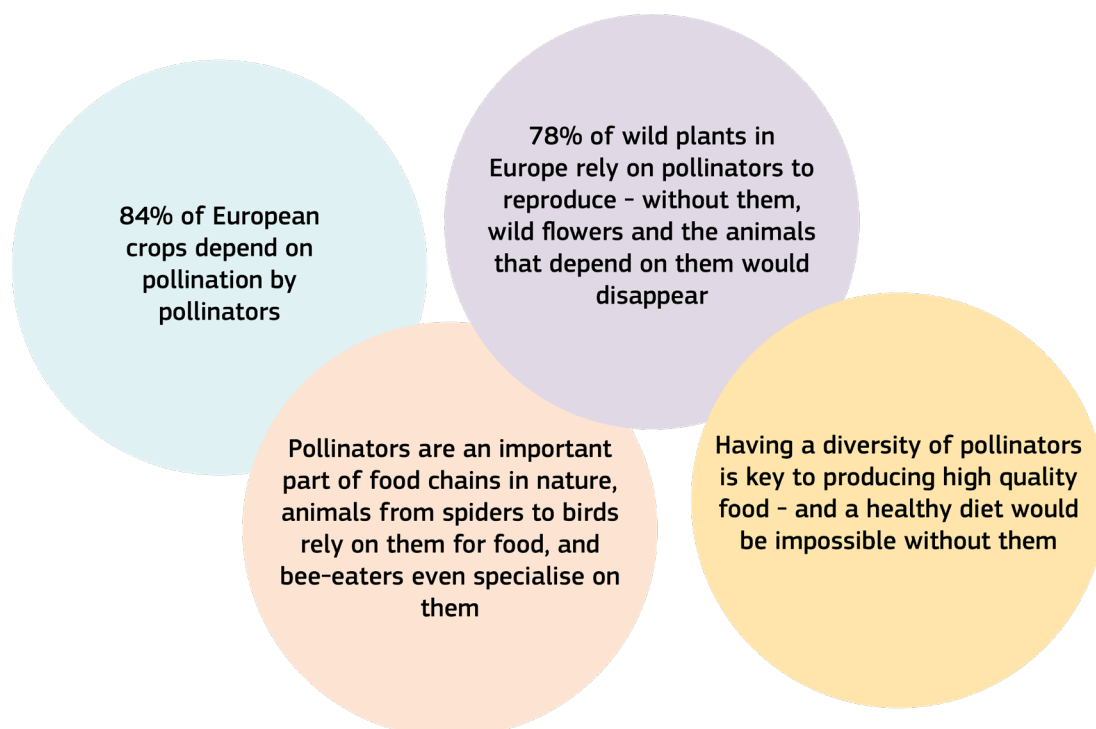 84% of European
crops depend on
pollination by
pollinators
78% of wild plants in
Europe rely on pollinators to
reproduce - without them,
wild flowers and the animals
that depend on them would
disappear
Pollinators are an important
part of food chains in nature,
animals from spiders to birds
rely on them for food, and
bee-eaters even specialise on
them
Having a diversity of pollinators
is key to producing high quality
food - and a healthy diet would
be impossible without them